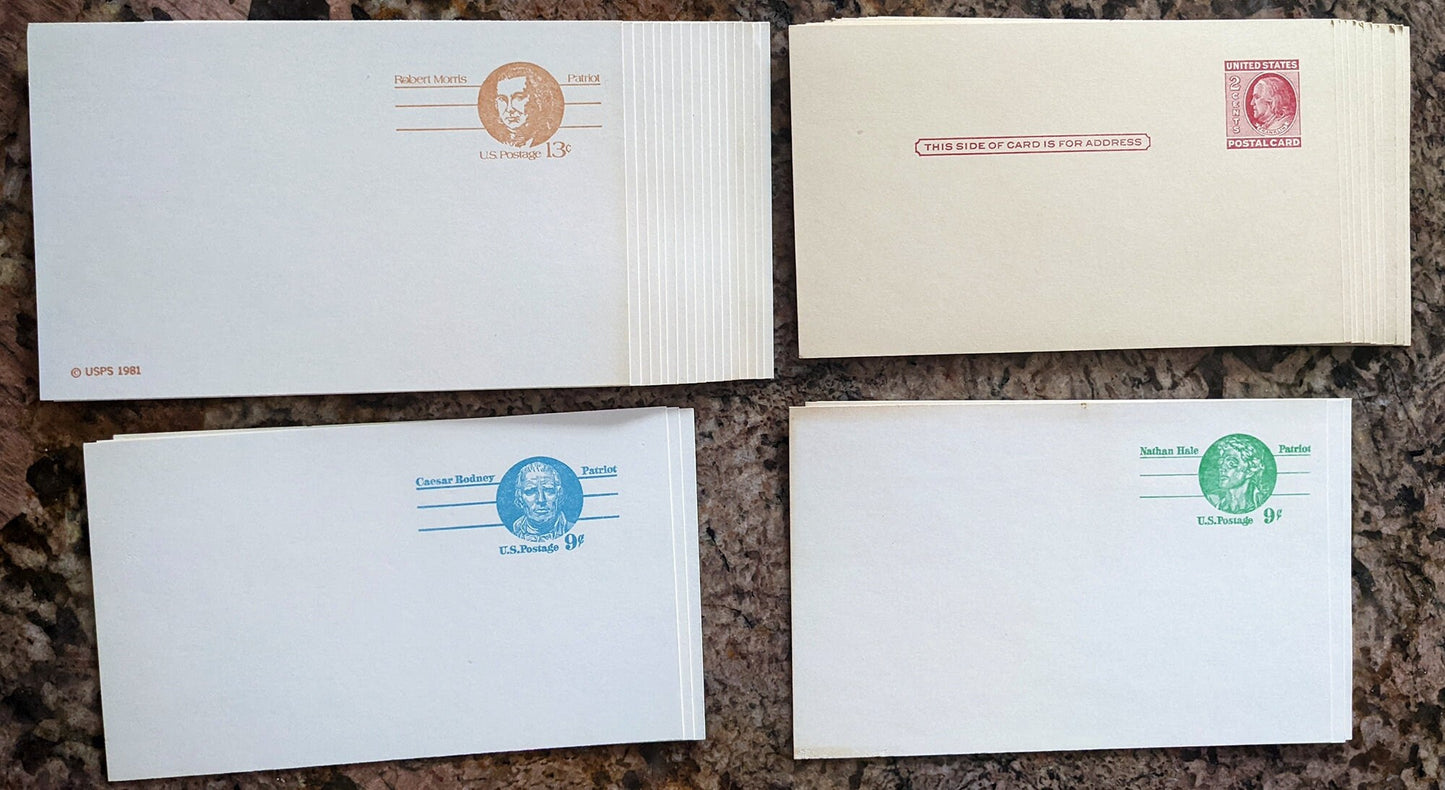 Robert Morris Patriot
U.S. Postage 13¢
© USPS 1981
UNITED STATES
2 CENTS
POSTAL CARD
THIS SIDE OF CARD IS FOR ADDRESS
Caesar Rodney Patriot
U.S. Postage 9¢
Nathan Hale Patriot
U.S. Postage 9¢